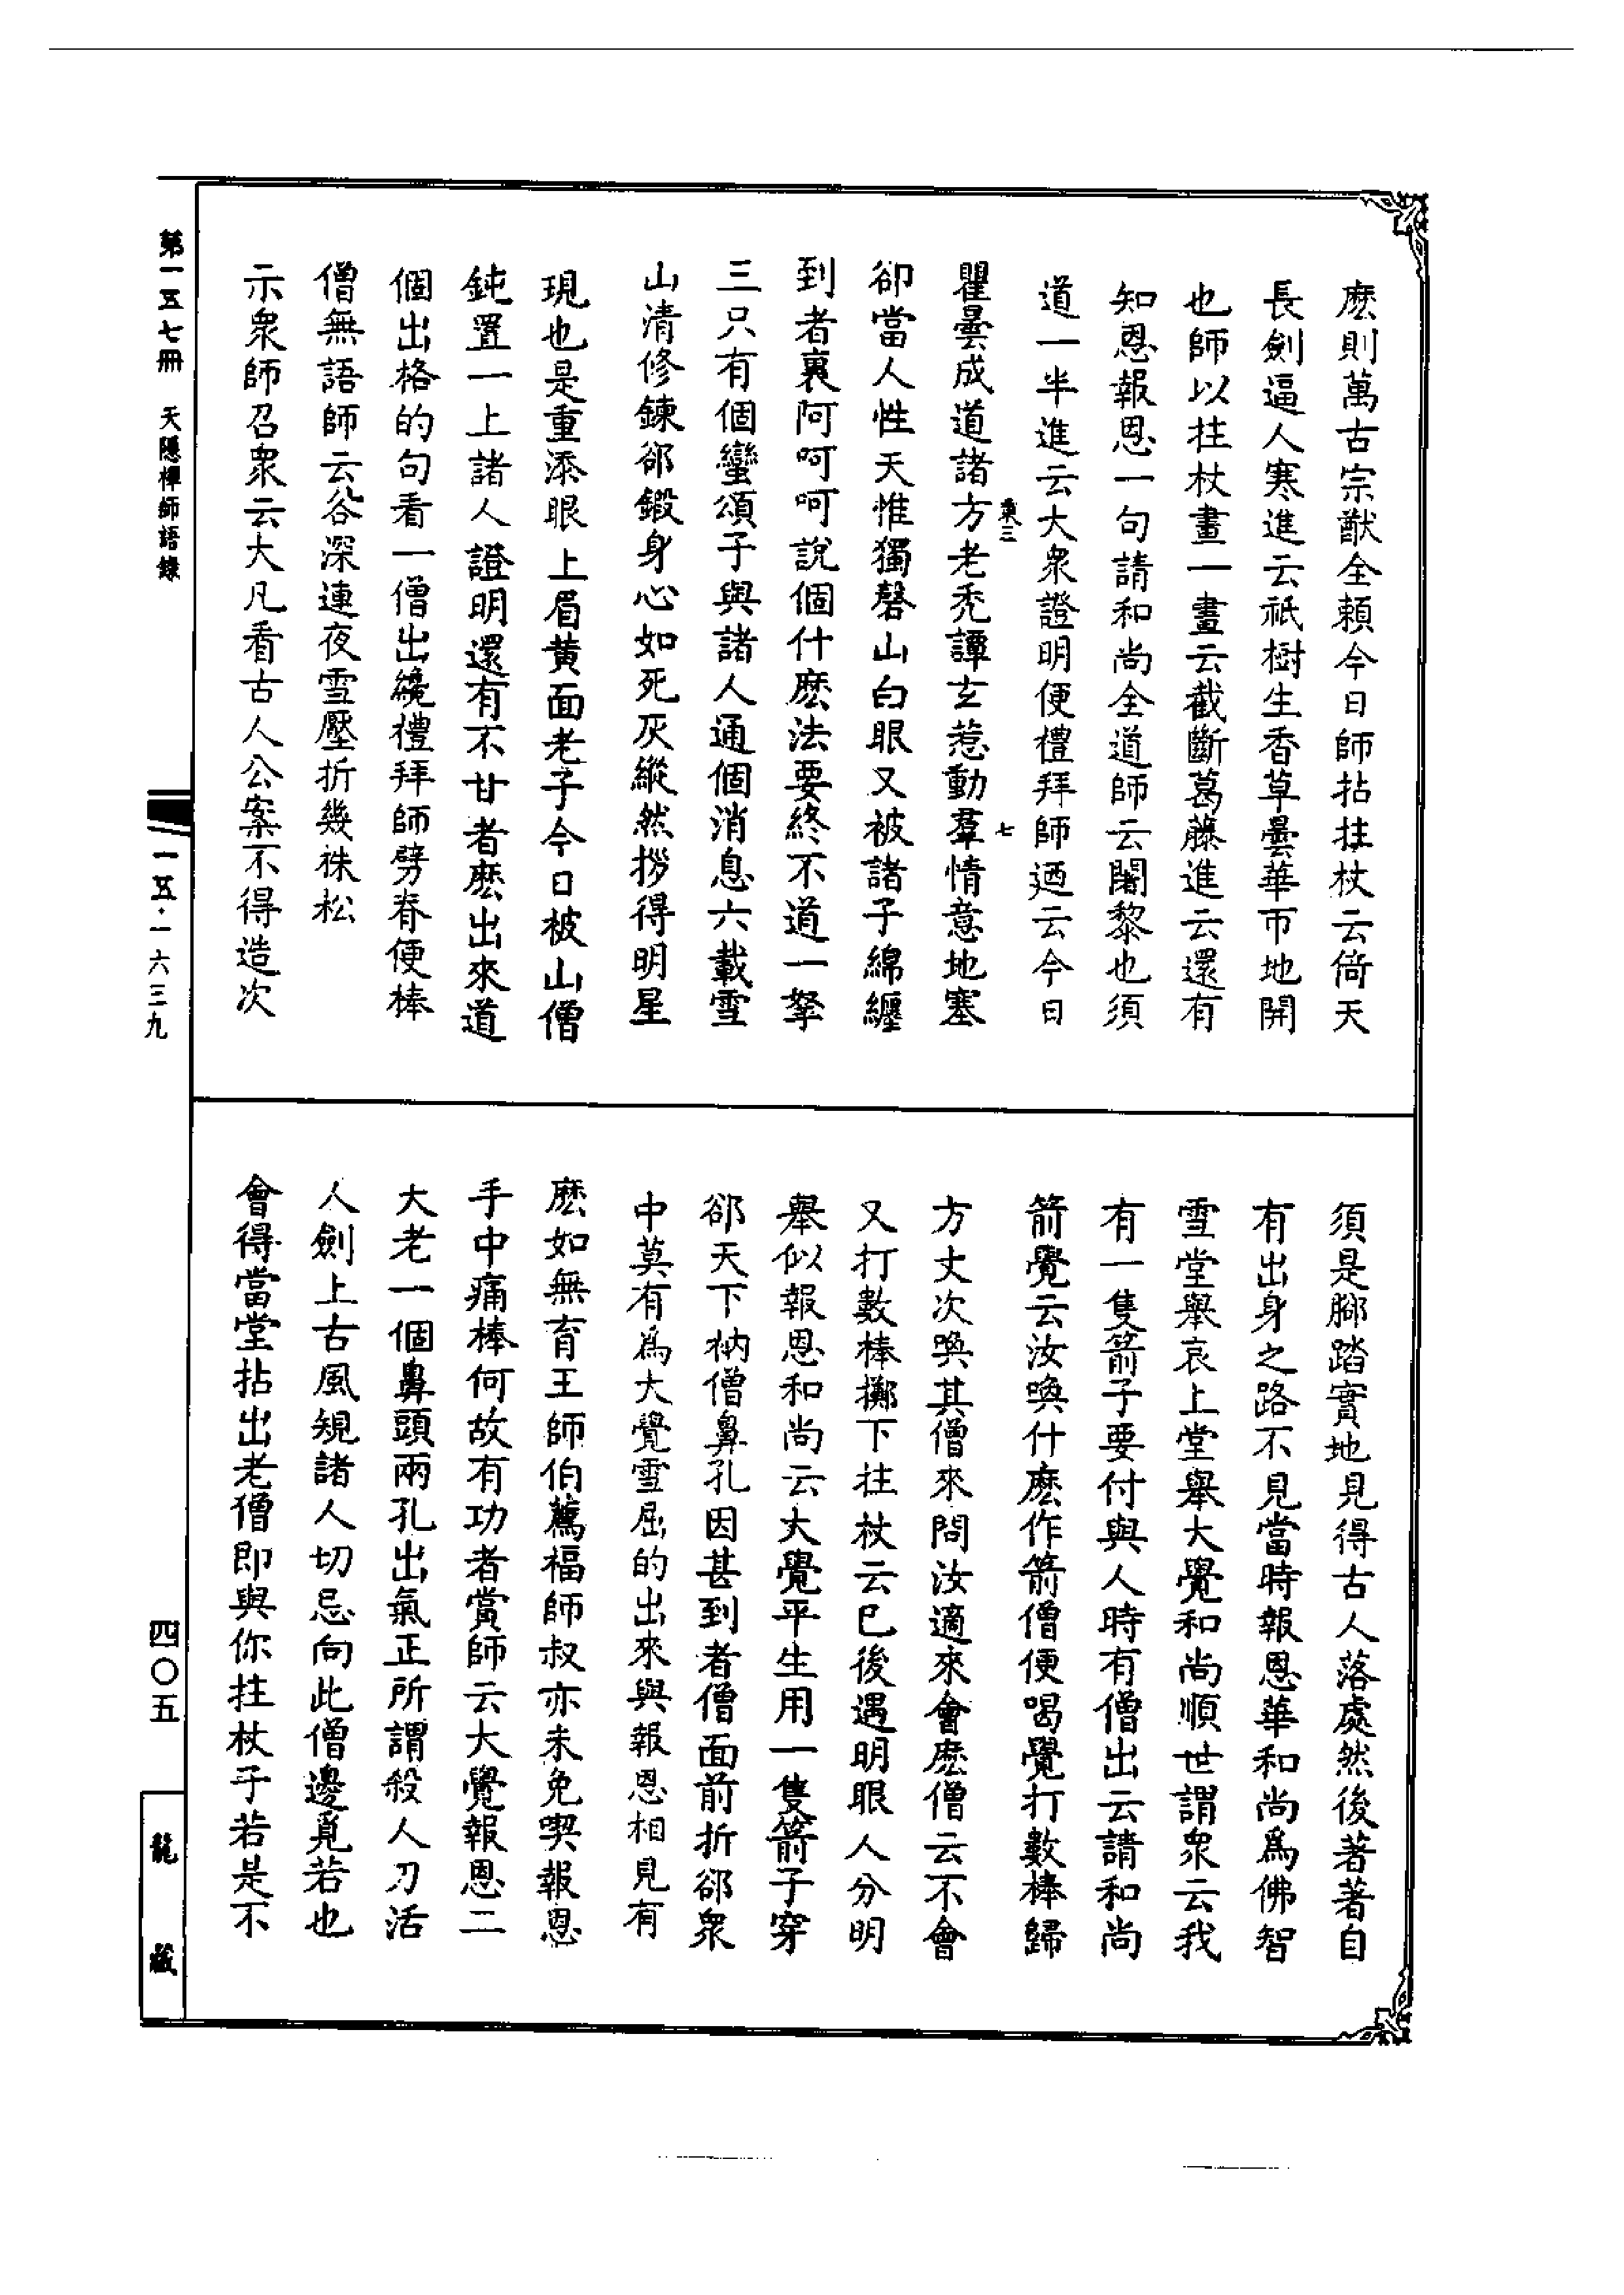 麽則萬古宗猷全賴今日師拈拄杖云倚天
長劍逼人寒進云祇樹生香草曇華帀地開
也師以拄杖畫一畫云截斷葛藤進云還有
知恩報恩一句請和尚全道師云闍黎也須
道一半進云大衆證明便禮拜師迺云今日
東三
七
瞿曇成道諸方老禿譚玄惹動羣情意地塞
卻當人性天惟獨磬山白眼又被諸子綿纏
到者裏阿呵呵說個什麽法要終不道一拏
三只有個蠻頌子與諸人通個消息六載雪
山清修鍊郤鍛身心如死灰縱然拶得明星
現也是重添眼上眉黃面老子今日被山僧
鈍置一上諸人證明還有不甘者麽出來道
個出格的句看一僧出纔禮拜師劈脊便棒
僧無語師云谷深連夜雪壓折幾株松
示衆師召衆云大凡看古人公案不得造次
須是腳踏實地見得古人落處然後著著自
有出身之路不見當時報恩華和尚爲佛智
雪堂舉哀上堂舉大覺和尚順世謂衆云我
有一隻箭子要付與人時有僧出云請和尚
箭覺云汝喚什麽作箭僧便喝覺打數棒歸
方丈次喚其僧來問汝適來會麽僧云不會
又打數棒擲下拄杖云已後遇明眼人分明
舉似報恩和尚云大覺平生用一隻箭子穿
郤天下衲僧鼻孔因甚到者僧面前折郤衆
中莫有爲大覺雪屈的出來與報恩相見有
麽如無育王師伯薦福師叔亦未免喫報恩
手中痛棒何故有功者賞師云大覺報恩二
大老一個鼻頭兩孔出氣正所謂殺人刀活
人劍上古風規諸人切忌向此僧邊覓若也
會得當堂拈出老僧即與你拄杖子若是不
第一五七冊　天隱禪師語錄
一五·一六三九
四〇五
龍藏